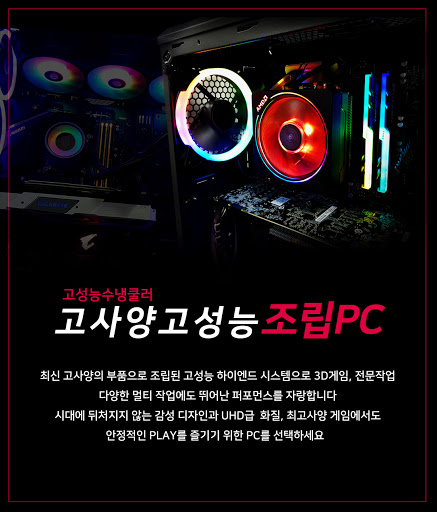 AMD
고성능수냉쿨러
고사양고성능조립PC
최신 고사양의 부품으로 조립된 고성능 하이엔드 시스템으로 3D게임, 전문작업
다양한 멀티 작업에도 뛰어난 퍼포먼스를 자랑합니다
시대에 뒤처지지 않는 감성 디자인과 UHD급 화질, 최고사양 게임에서도
안정적인 PLAY를 즐기기 위한 PC를 선택하세요